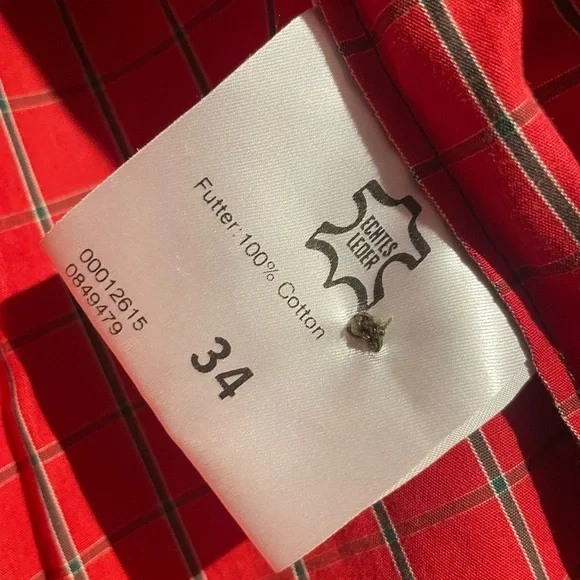 ECHTES
LEDER
Futter:100% Cotton
34
00012615
0849479